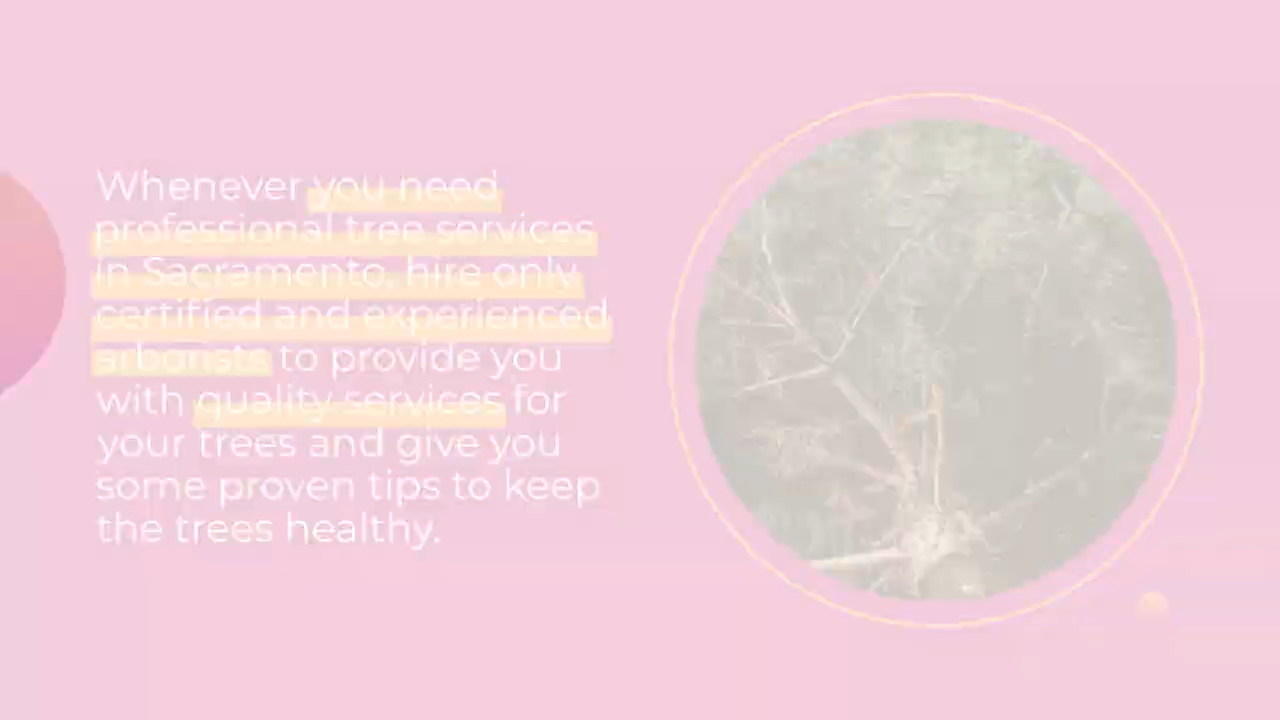 Whenever you need
professional tree services
in Sacramento, hire only
certified and experienced
arborists to provide you
with quality services for
your trees and give you
some proven tips to keep
the trees healthy.